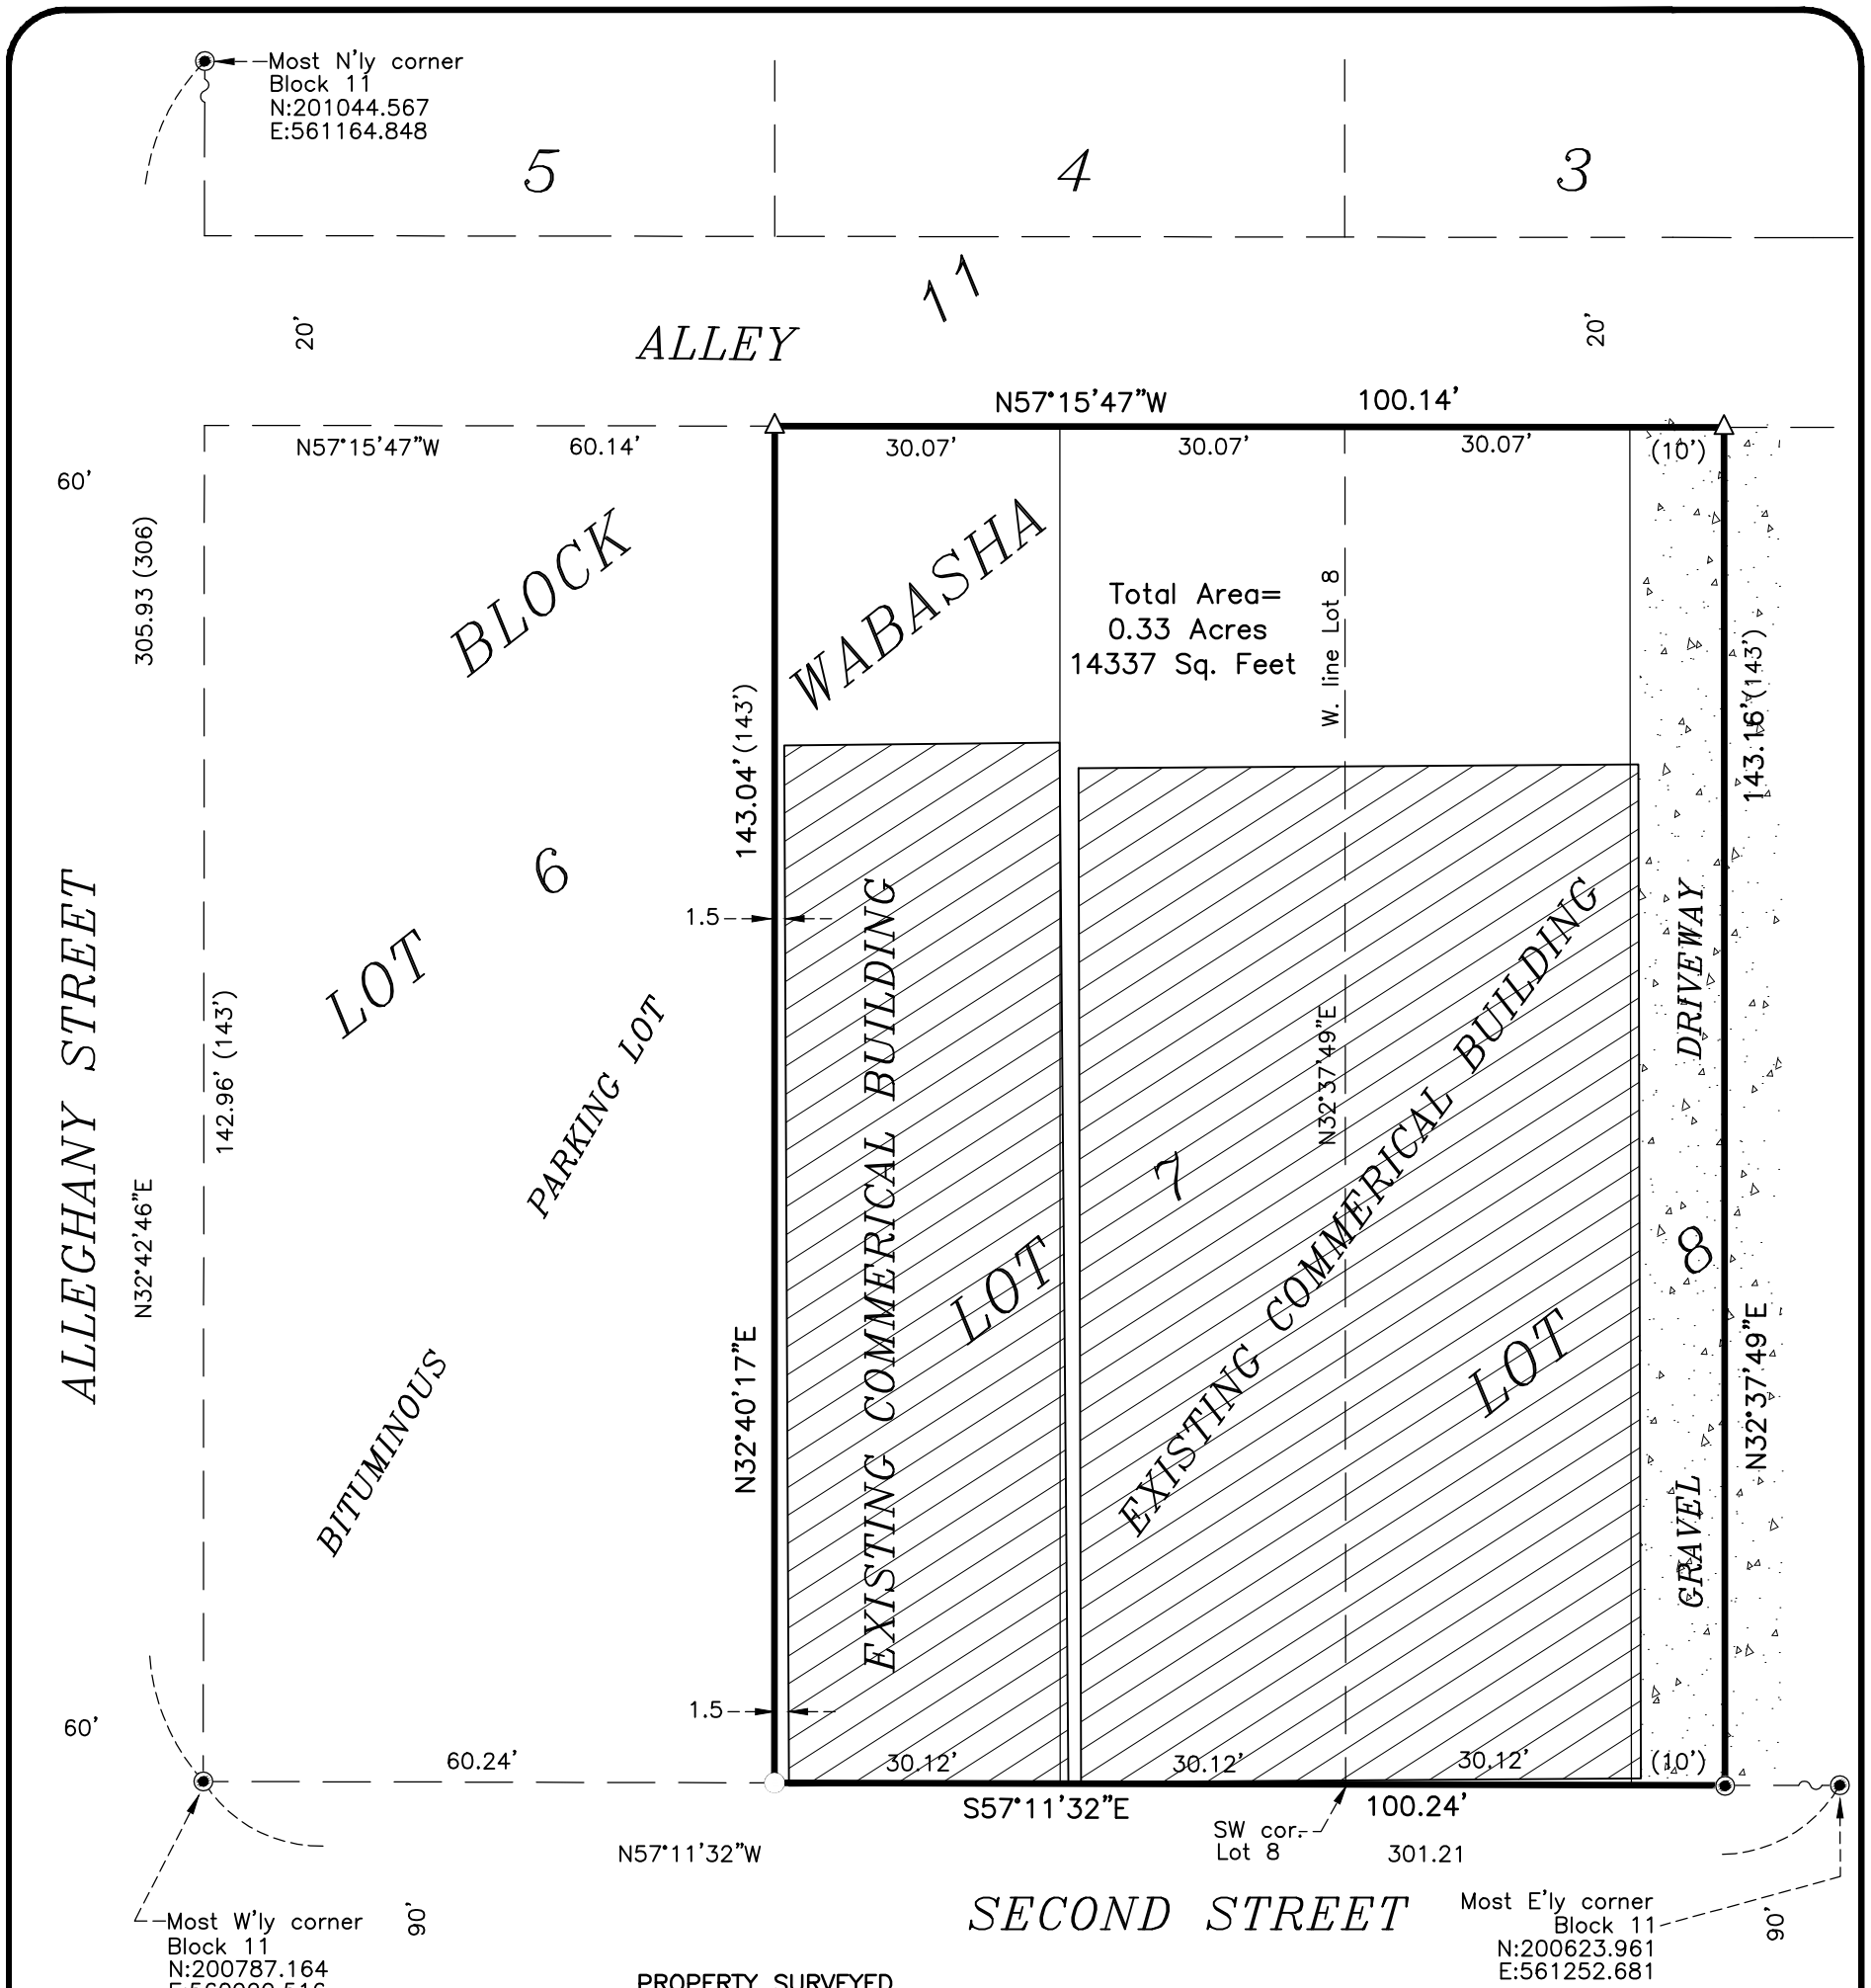 Most N'ly corner
Block 11
N:201044.567
E:561164.848
5
4
3
11
20'
ALLEY
20'
N57°15'47"W
100.14'
N57°15'47"W
60.14'
30.07'
30.07'
30.07'
(10')
60'
305.93 (306)
BLOCK
WABASHA
Total Area=
0.33 Acres
14337 Sq. Feet
W. line Lot 8
143.04' (143')
143.16' (143')
6
LOT
1.5
ALLEGHANY STREET
142.96' (143')
PARKING LOT
BITUMINOUS
N32°42'46"E
N32°40'17"E
EXISTING COMMERICAL BUILDING
LOT
7
N32°37'49"E
EXISTING COMMERICAL BUILDING
LOT
8
GRAVEL DRIVEWAY
N32°37'49"E
1.5
60'
60.24'
30.12'
30.12'
30.12'
(10')
S57°11'32"E
100.24'
SW cor.
Lot 8
N57°11'32"W
301.21
SECOND STREET
Most W'ly corner
Block 11
N:200787.164
90'
Most E'ly corner
Block 11
N:200623.961
E:561252.681
90'
PROPERTY SURVEYED